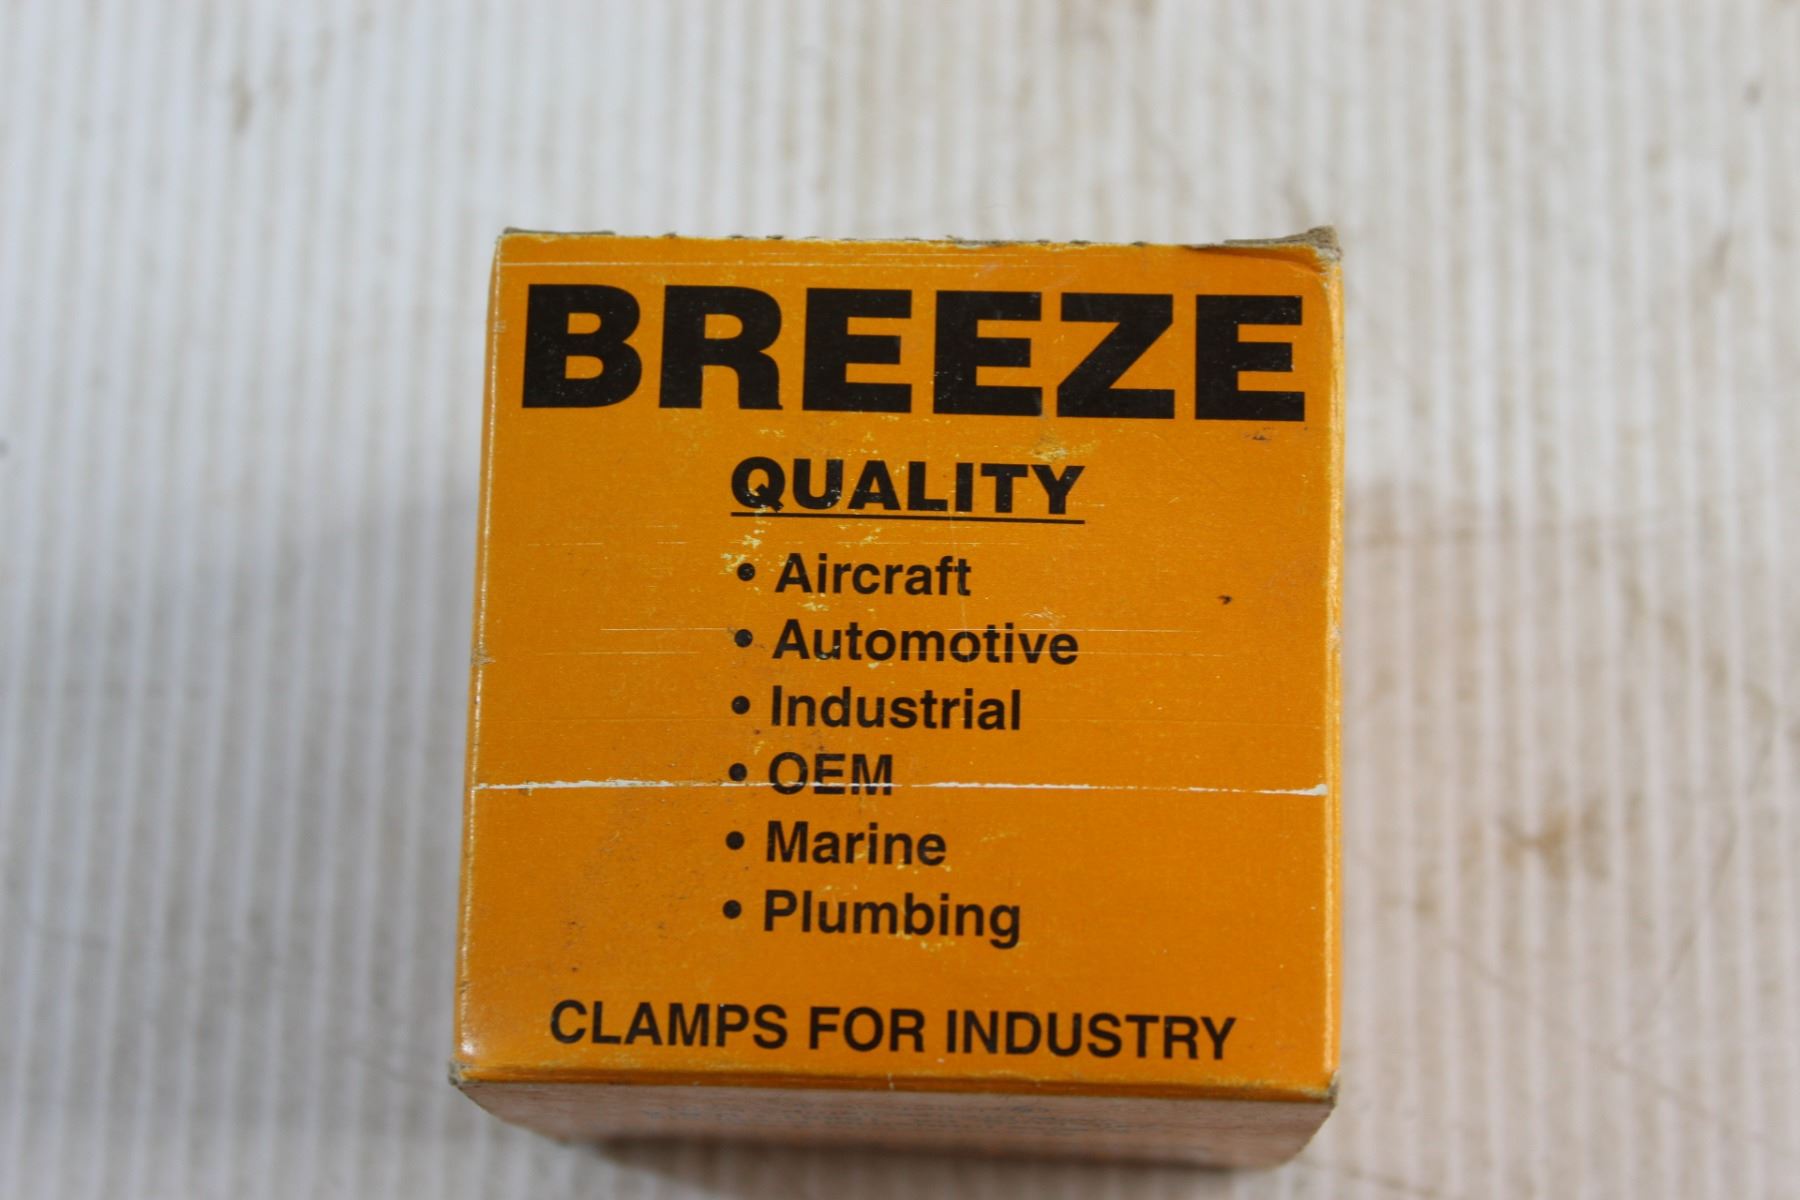 BREEZE
QUALITY
• Aircraft
• Automotive
• Industrial
• OEM
• Marine
• Plumbing
CLAMPS FOR INDUSTRY